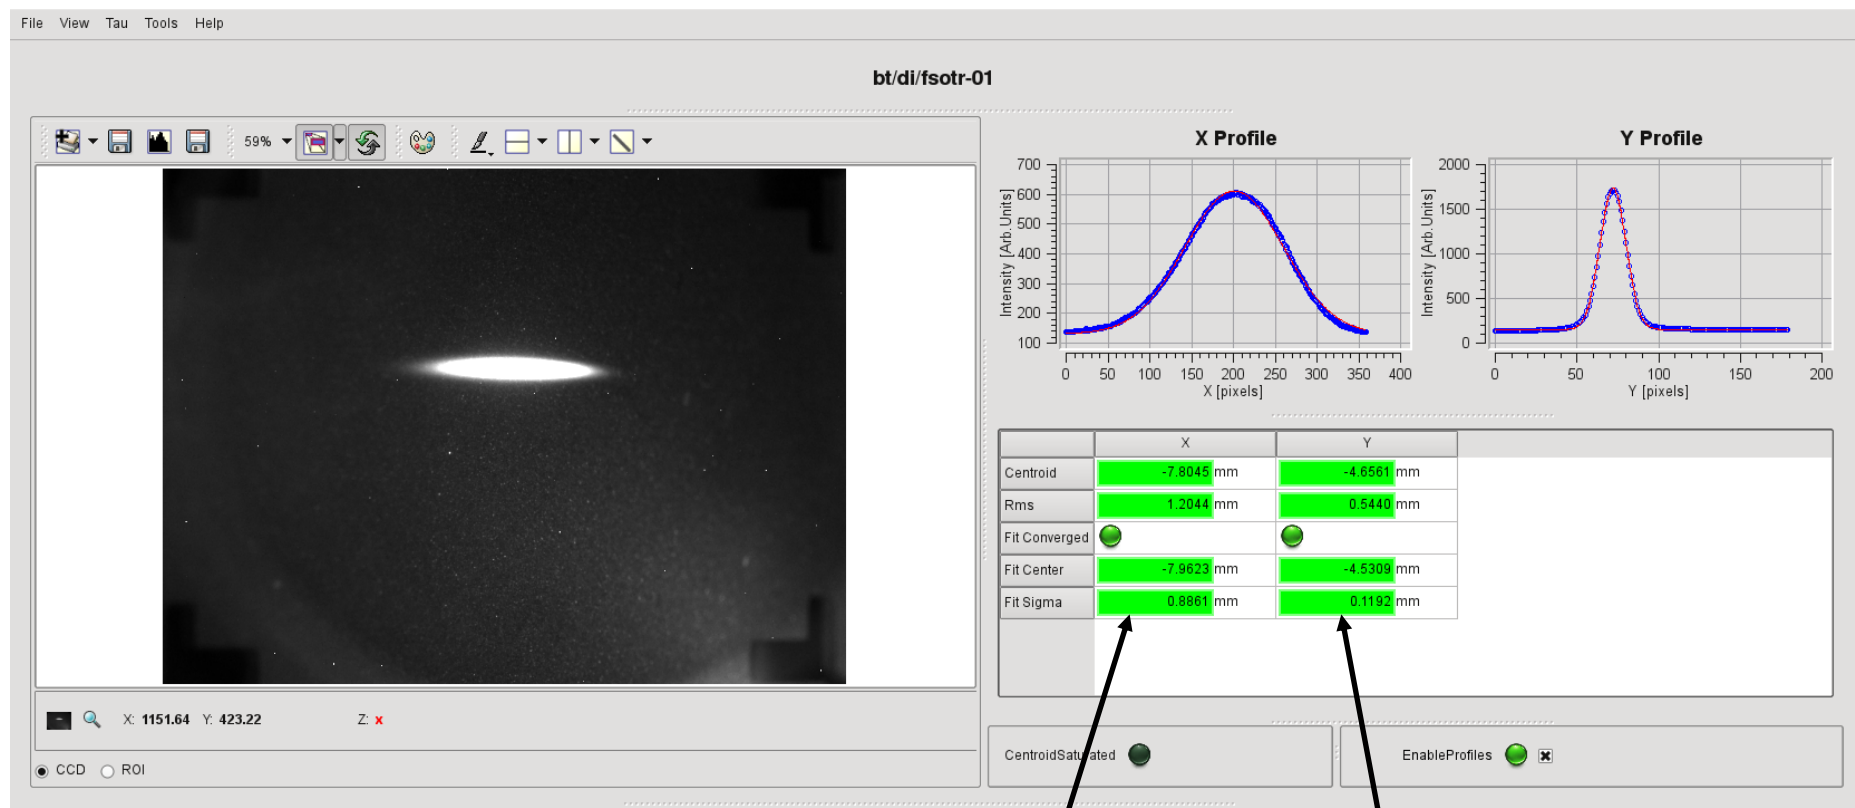 File View Tau Tools Help
bt/di/fsotr-01
59%
X Profile
700
600
500
400
300
200
100
Intensity [Arb.Units]
0 50 100 150 200 250 300 350 400
X [pixels]
Y Profile
2000
1500
1000
500
0
Intensity [Arb.Units]
0 50 100 150 200
Y [pixels]
X Y
Centroid -7.8045 mm -4.6561 mm
Rms 1.2044 mm 0.5440 mm
Fit Converged
Fit Center -7.9623 mm -4.5309 mm
Fit Sigma 0.8861 mm 0.1192 mm
X: 1151.64 Y: 423.22 Z: x
CCD ROI
CentroidSaturated
EnableProfiles